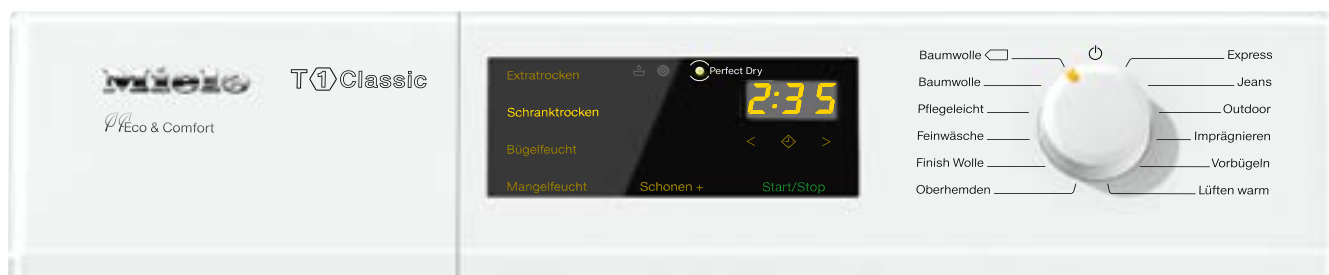 Miele
T1 Classic
Eco & Comfort
Extratrocken
Schranktrocken
Bügelfeucht
Mangelfeucht
Perfect Dry
2:35
< >
Schonen +
Start/Stop
Baumwolle
Baumwolle
Pflegeleicht
Feinwäsche
Finish Wolle
Oberhemden
Express
Jeans
Outdoor
Imprägnieren
Vorbügeln
Lüften warm